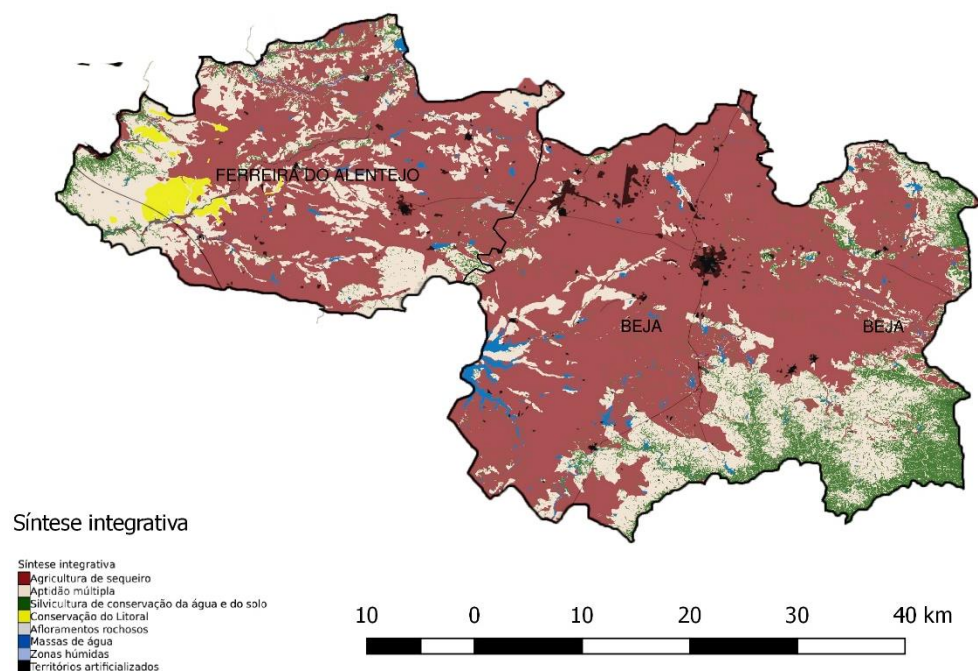 FERREIRA DO ALENTEJO
BEJA
BEJA
Síntese integrativa
Síntese integrativa
Agricultura de sequeiro
Aptidão múltipla
Silvicultura de conservação da água e do solo
Conservação do Litoral
Afloramentos rochosos
Massas de água
Zonas húmidas
Territórios artificializados
10 0 10 20 30 40 km